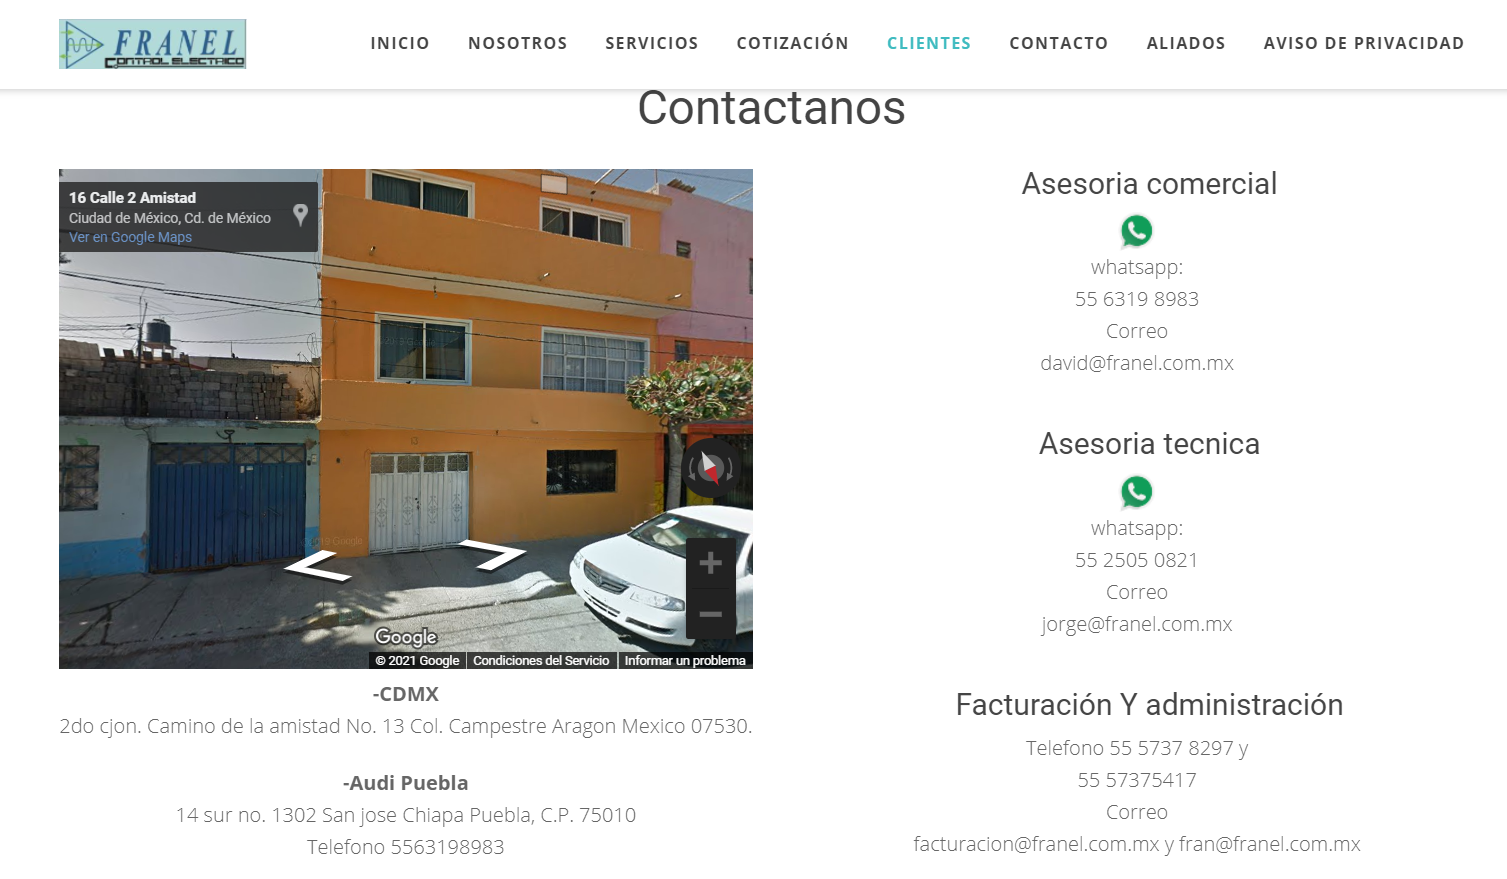 FRANEL
CONTROL ELECTRICO
INICIO NOSOTROS SERVICIOS COTIZACIÓN CLIENTES CONTACTO ALIADOS AVISO DE PRIVACIDAD
Contactanos
16 Calle 2 Amistad
Ciudad de México, Cd. de México
Ver en Google Maps
Google
© 2021 Google Condiciones del Servicio Informar un problema
-CDMX
2do cjon. Camino de la amistad No. 13 Col. Campestre Aragon Mexico 07530.
-Audi Puebla
14 sur no. 1302 San jose Chiapa Puebla, C.P. 75010
Telefono 5563198983
Asesoria comercial
whatsapp:
55 6319 8983
Correo
david@franel.com.mx
Asesoria tecnica
whatsapp:
55 2505 0821
Correo
jorge@franel.com.mx
Facturación Y administración
Telefono 55 5737 8297 y
55 57375417
Correo
facturacion@franel.com.mx y fran@franel.com.mx